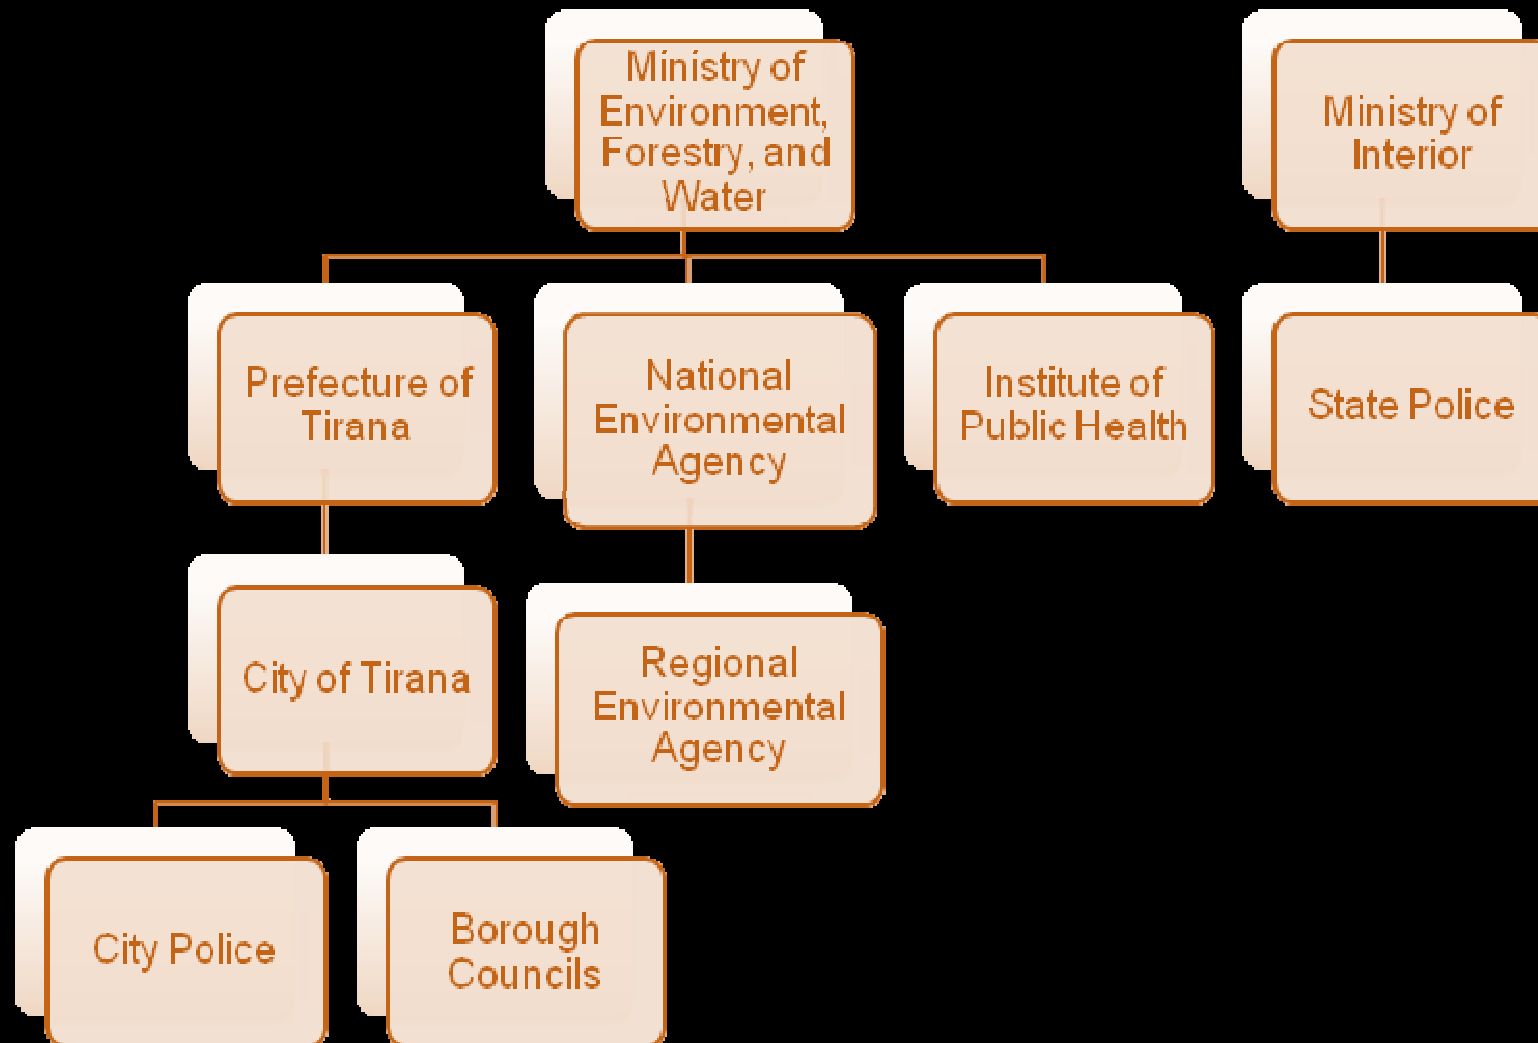 Ministry of
Environment,
Forestry, and
Water
Ministry of
Interior
Prefecture of
Tirana
National
Environmental
Agency
Institute of
Public Health
State Police
City of Tirana
Regional
Environmental
Agency
City Police
Borough
Councils